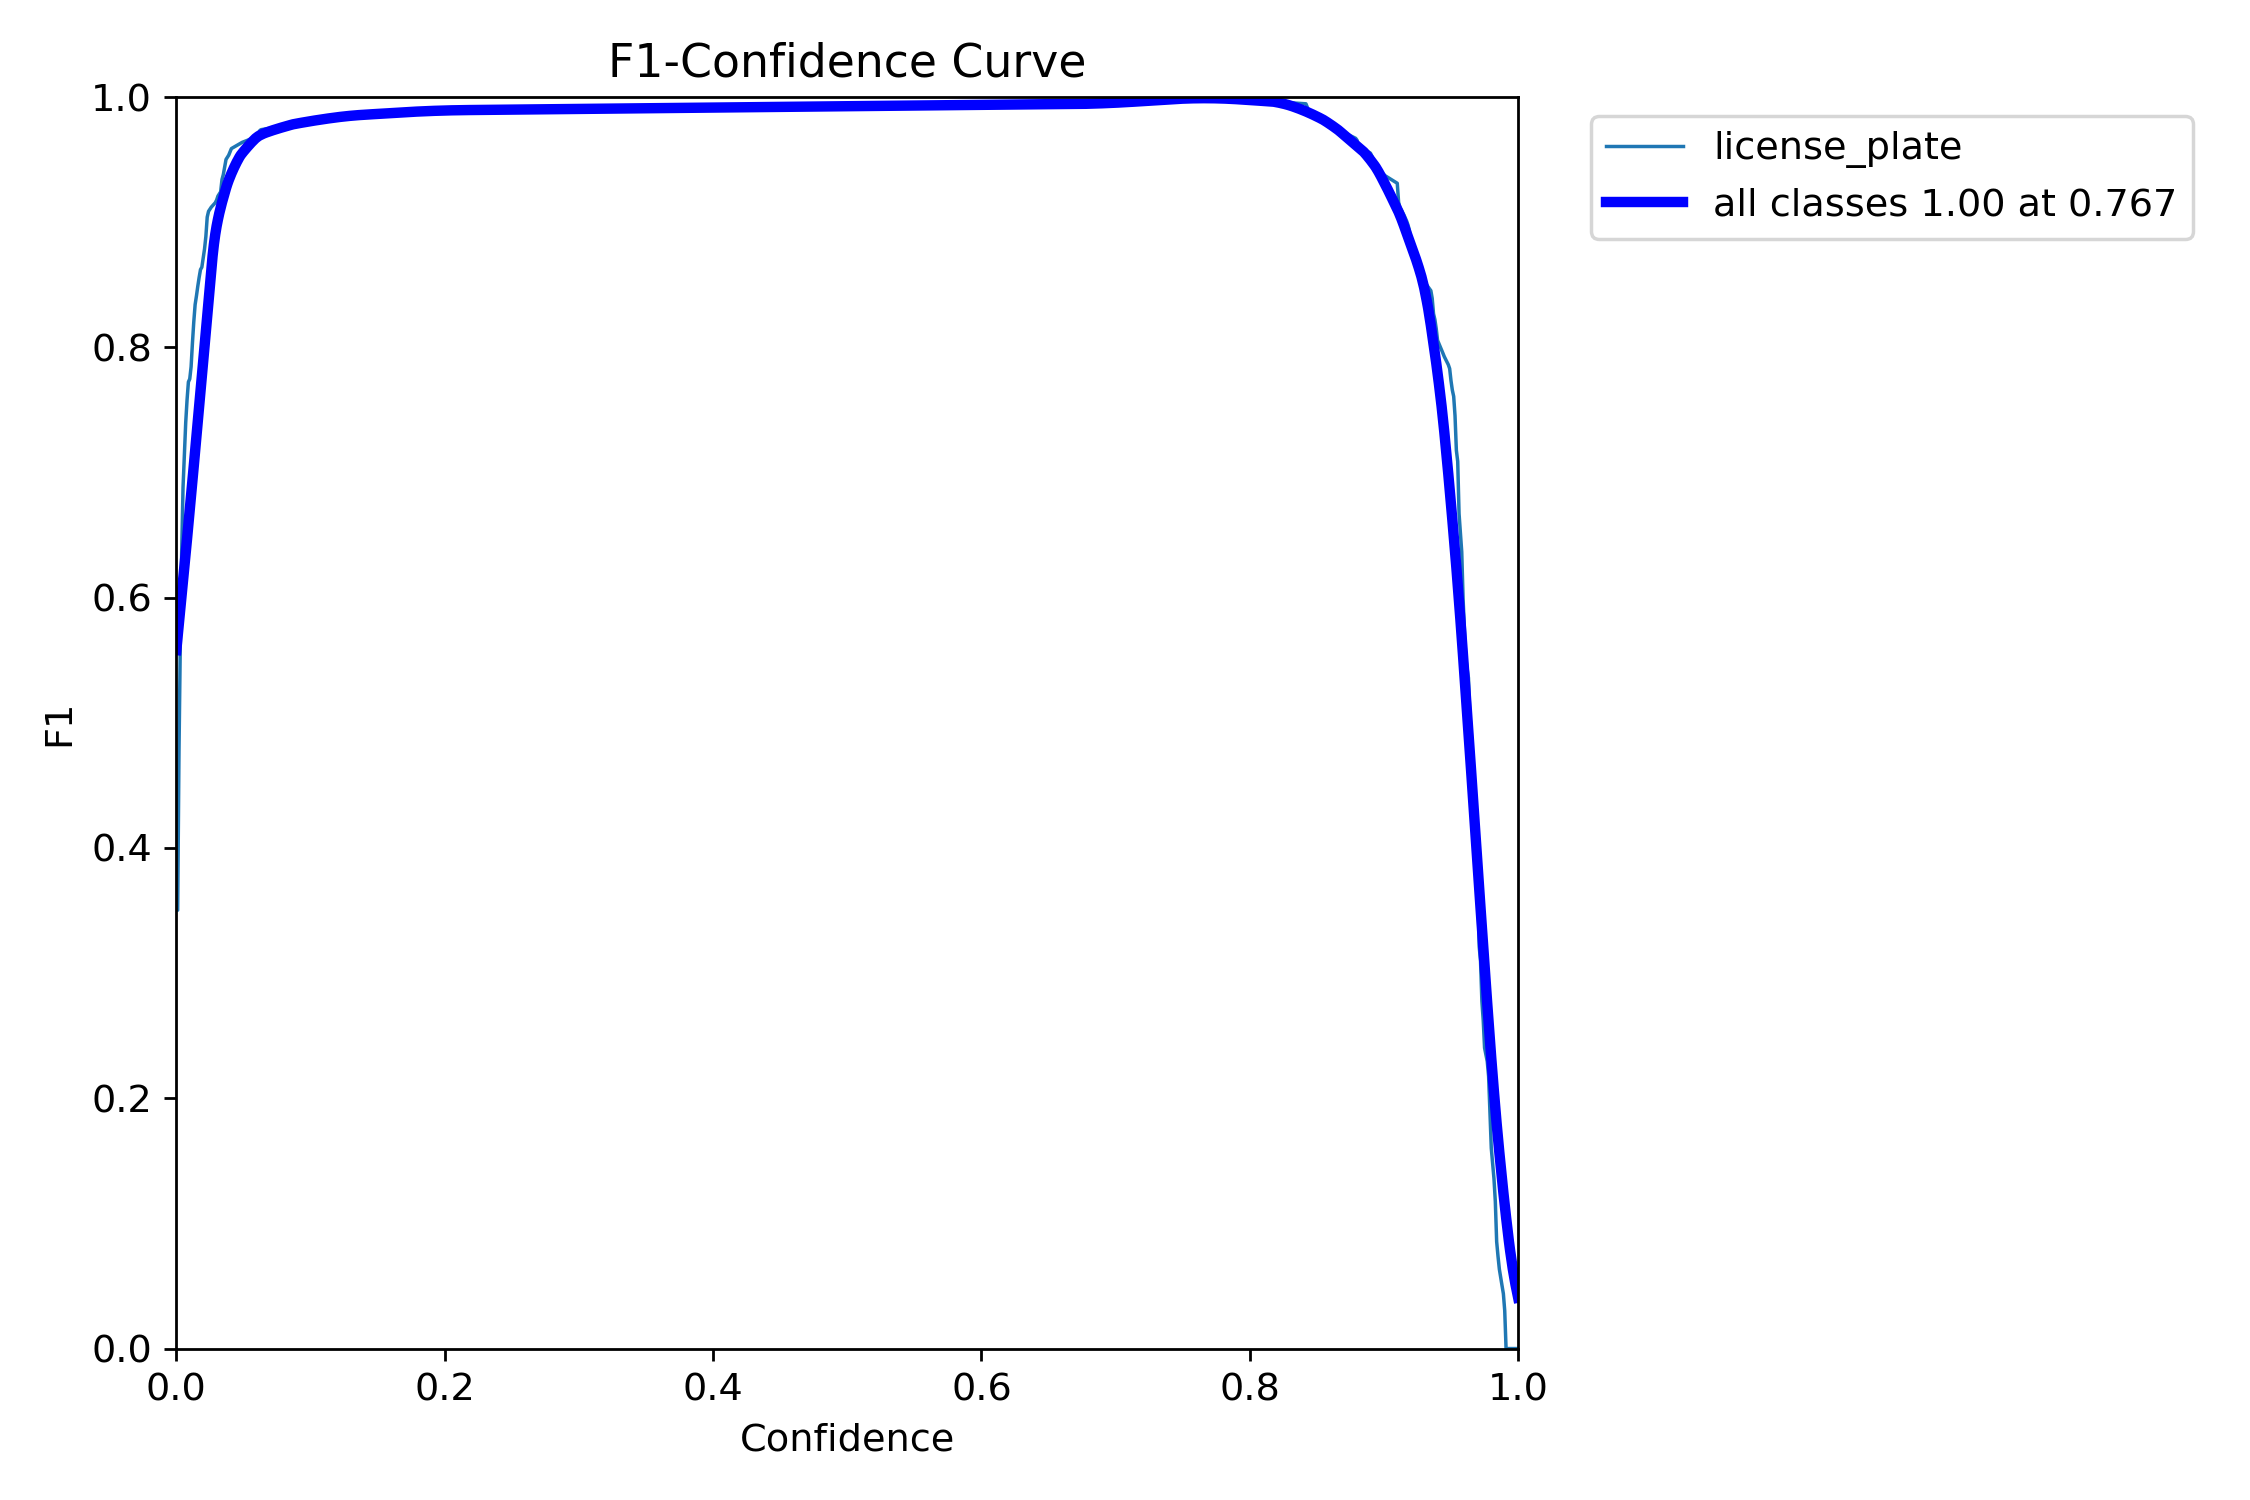 F1-Confidence Curve
1.0
0.8
0.6
0.4
0.2
0.0
F1
0.0 0.2 0.4 0.6 0.8 1.0
Confidence
license_plate
all classes 1.00 at 0.767